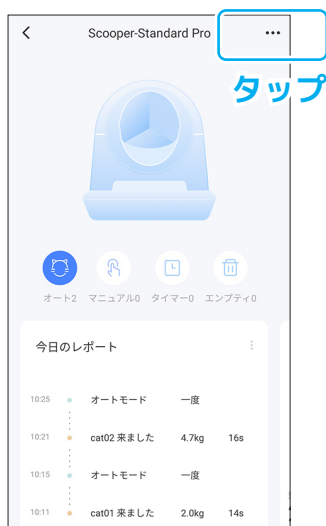 Scooper-Standard Pro
タップ
オート2 マニュアル0 タイマー0 エンプティ0
今日のレポート
10:25 オートモード 一度
10:21 cat02 来ました 4.7kg 16s
10:15 オートモード 一度
10:11 cat01 来ました 2.0kg 14s